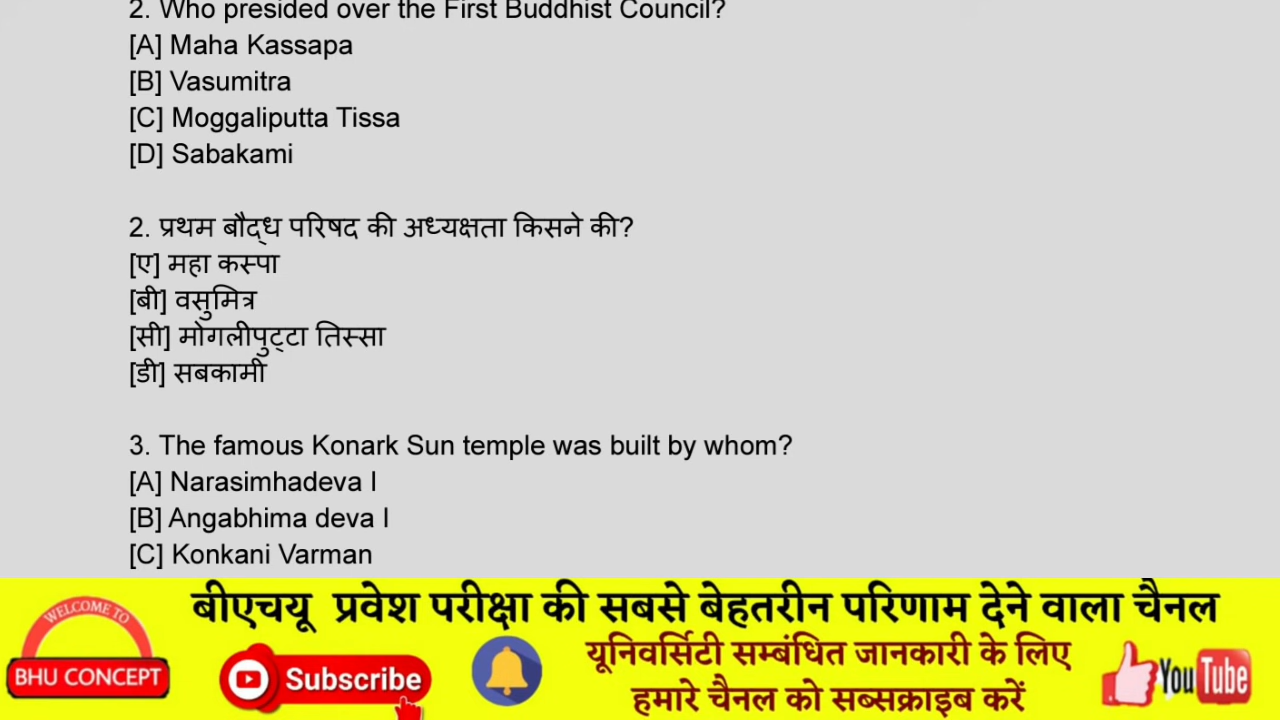 2. Who presided over the First Buddhist Council?
[A] Maha Kassapa
[B] Vasumitra
[C] Moggaliputta Tissa
[D] Sabakami
2. प्रथम बौद्ध परिषद की अध्यक्षता किसने की?
[ए] महा कस्पा
[बी] वसुमित्र
[सी] मोगलीपुट्टा तिस्सा
[डी] सबकामी
3. The famous Konark Sun temple was built by whom?
[A] Narasimhadeva I
[B] Angabhima deva I
[C] Konkani Varman
बीएचयू प्रवेश परीक्षा की सबसे बेहतरीन परिणाम देने वाला चैनल
WELCOME TO
BHU CONCEPT
Subscribe
यूनिवर्सिटी सम्बंधित जानकारी के लिए
हमारे चैनल को सब्सक्राइब करें
YouTube